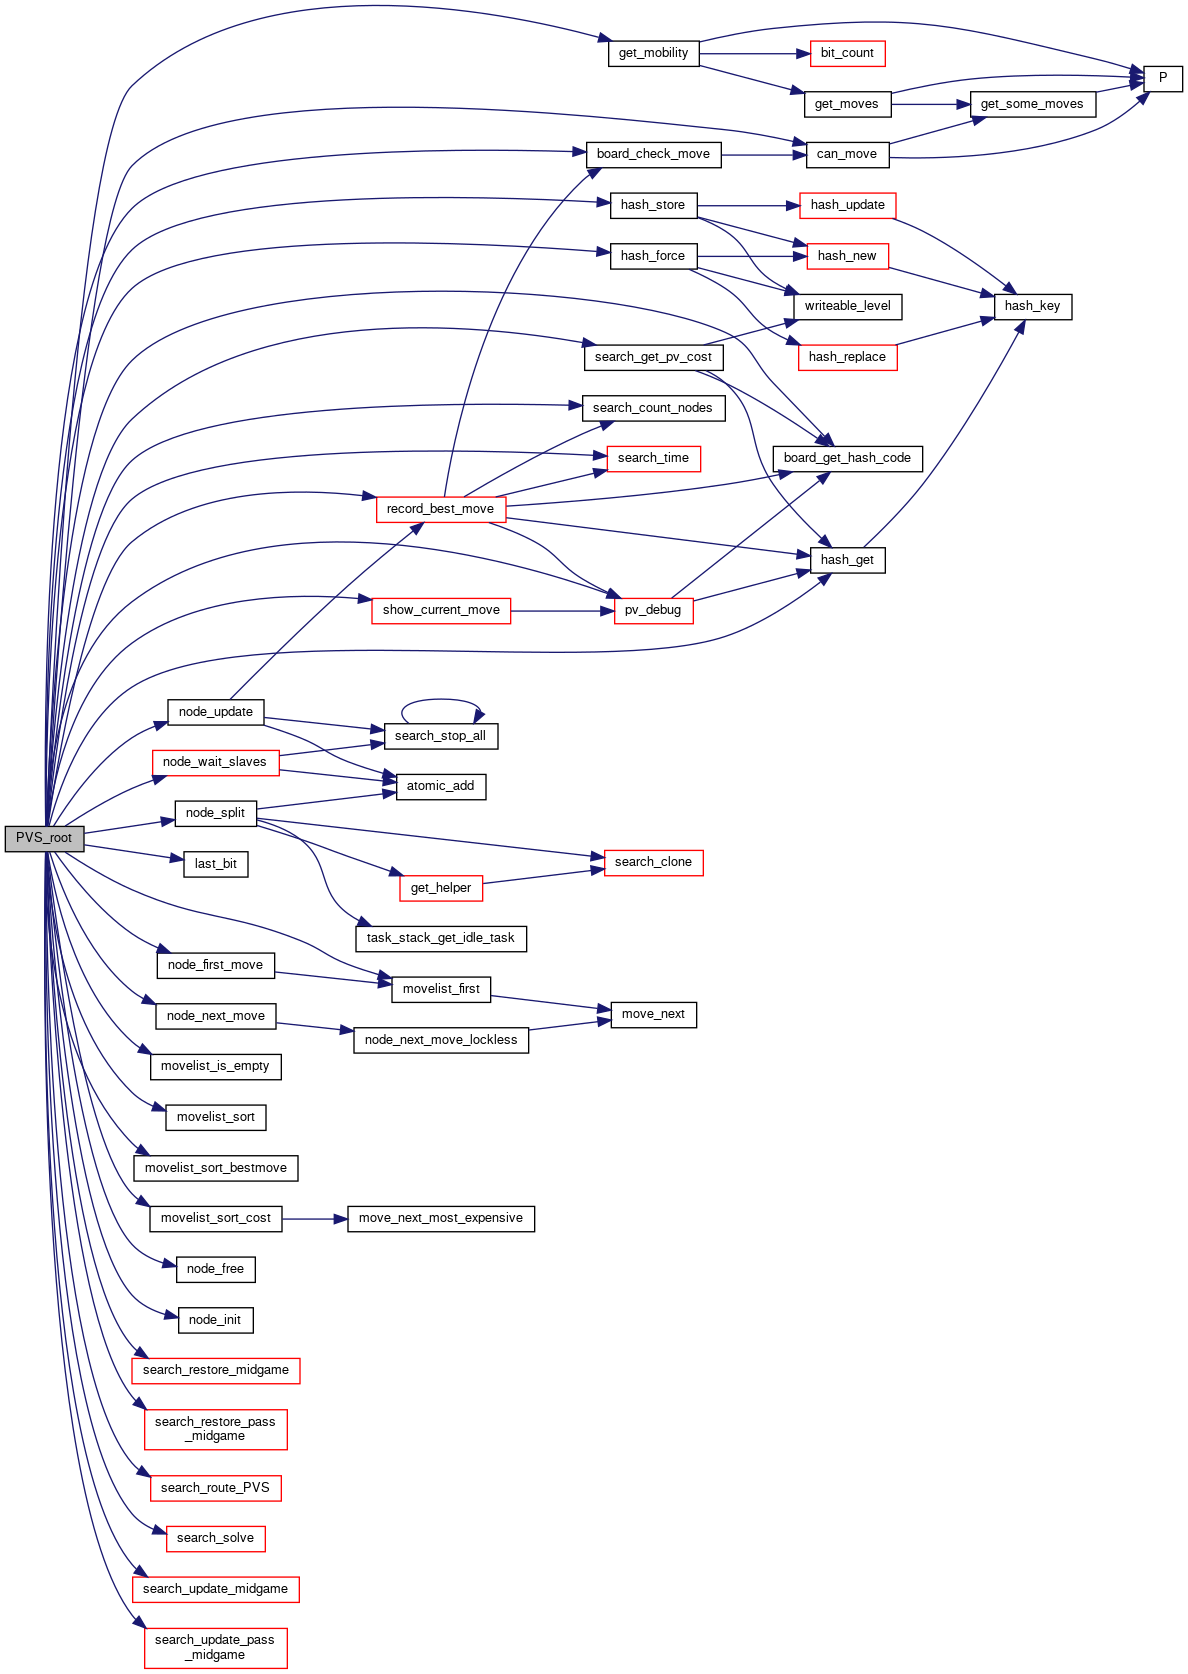 get_mobility
bit_count
P
get_moves
get_some_moves
board_check_move
can_move
hash_store
hash_update
hash_force
hash_new
writeable_level
hash_key
search_get_pv_cost
hash_replace
search_count_nodes
search_time
board_get_hash_code
record_best_move
hash_get
show_current_move
pv_debug
node_update
search_stop_all
node_wait_slaves
atomic_add
node_split
PVS_root
last_bit
search_clone
get_helper
task_stack_get_idle_task
node_first_move
movelist_first
node_next_move
move_next
node_next_move_lockless
movelist_is_empty
movelist_sort
movelist_sort_bestmove
movelist_sort_cost
move_next_most_expensive
node_free
node_init
search_restore_midgame
search_restore_pass
_midgame
search_route_PVS
search_solve
search_update_midgame
search_update_pass
_midgame